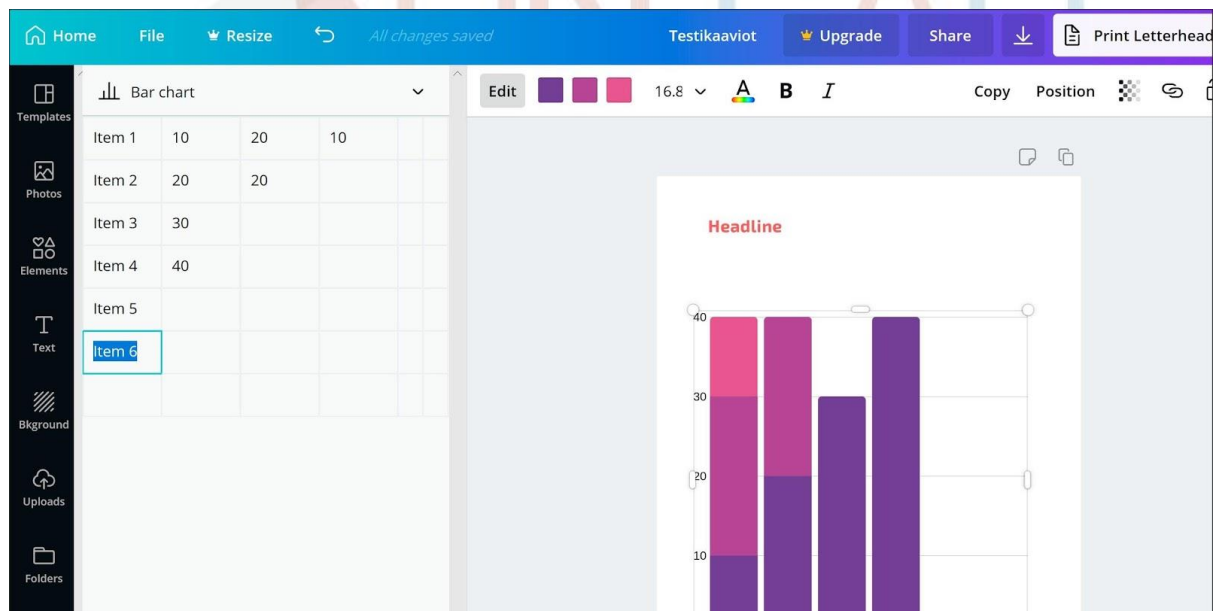 Home File Resize All changes saved Testikaaviot Upgrade Share Print Letterhead
Templates
Photos
Elements
Text
Bkground
Uploads
Folders
Bar chart
Item 1 10 20 10
Item 2 20 20
Item 3 30
Item 4 40
Item 5
Item 6
Edit 16.8 A B I Copy Position
Headline
40
30
20
10